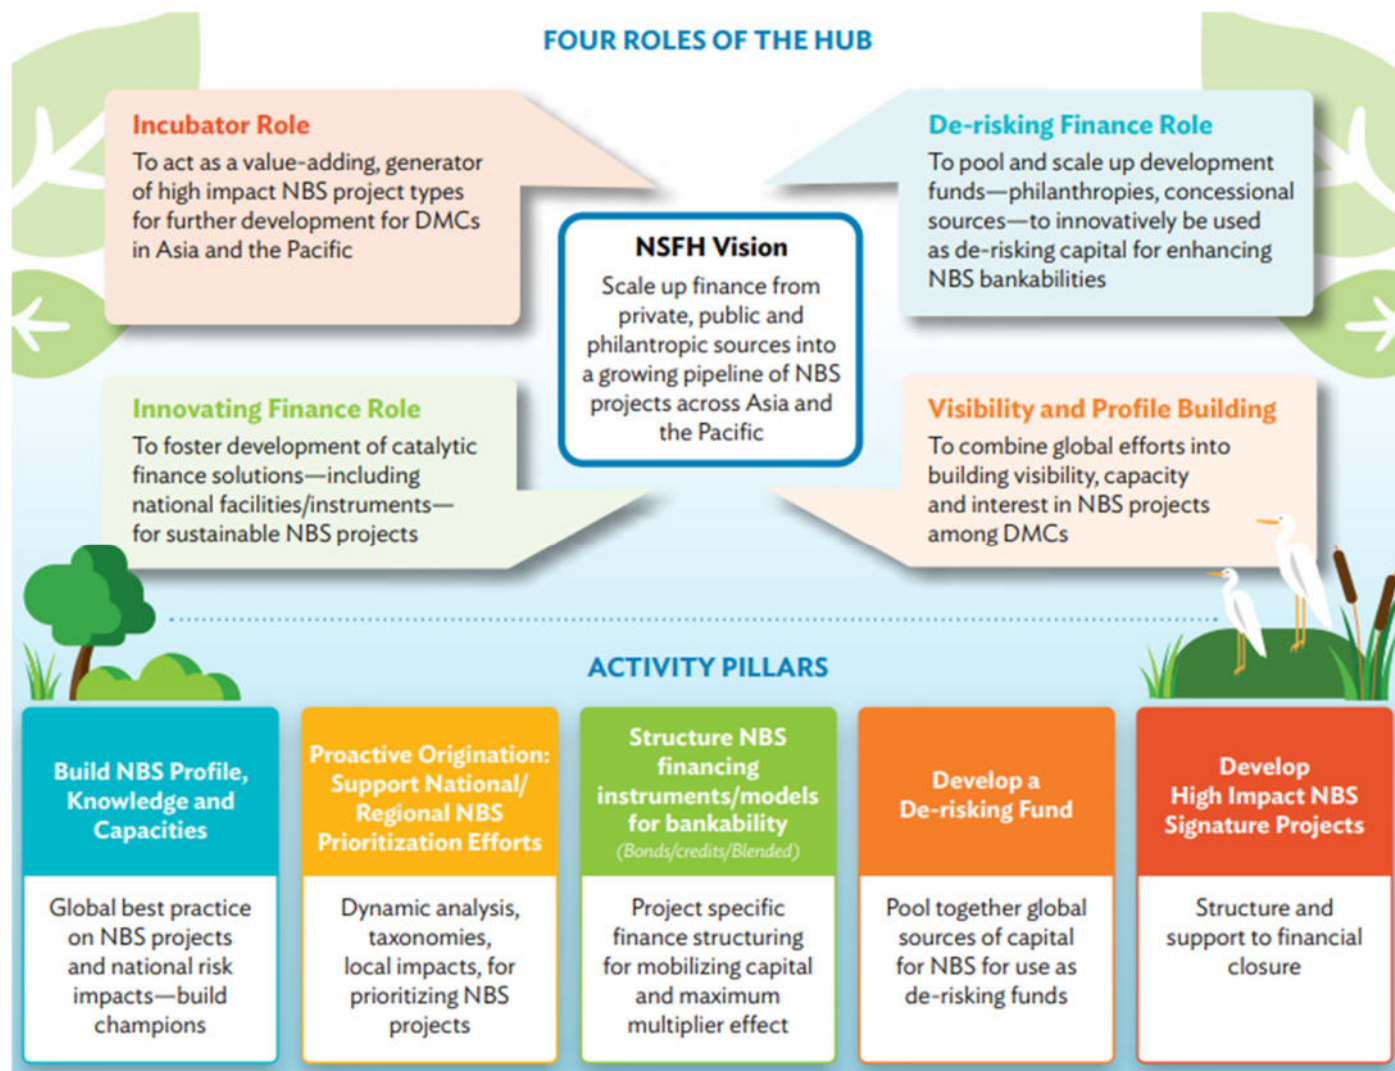 FOUR ROLES OF THE HUB
Incubator Role
To act as a value-adding, generator
of high impact NBS project types
for further development for DMCs
in Asia and the Pacific
De-risking Finance Role
To pool and scale up development
funds—philanthropies, concessional
sources—to innovatively be used
as de-risking capital for enhancing
NBS bankabilities
NSFH Vision
Scale up finance from
private, public and
philantropic sources into
a growing pipeline of NBS
projects across Asia and
the Pacific
Innovating Finance Role
To foster development of catalytic
finance solutions—including
national facilities/instruments—
for sustainable NBS projects
Visibility and Profile Building
To combine global efforts into
building visibility, capacity
and interest in NBS projects
among DMCs
ACTIVITY PILLARS
Build NBS Profile,
Knowledge and
Capacities
Global best practice
on NBS projects
and national risk
impacts—build
champions
Proactive Origination:
Support National/
Regional NBS
Prioritization Efforts
Dynamic analysis,
taxonomies,
local impacts, for
prioritizing NBS
projects
Structure NBS
financing
instruments/models
for bankability
(Bonds/credits/Blended)
Project specific
finance structuring
for mobilizing capital
and maximum
multiplier effect
Develop a
De-risking Fund
Pool together global
sources of capital
for NBS for use as
de-risking funds
Develop
High Impact NBS
Signature Projects
Structure and
support to financial
closure